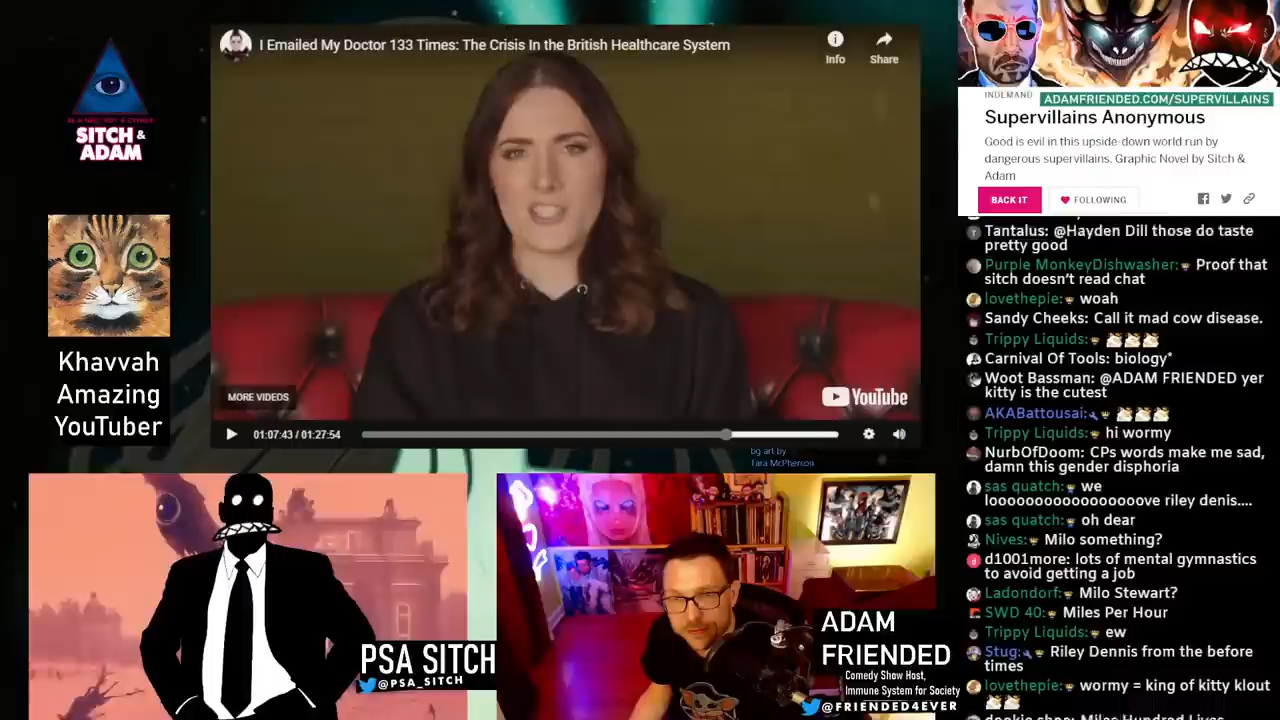 I Emailed My Doctor 133 Times: The Crisis In the British Healthcare System
Info
Share
SITCH &
ADAM
Khavvah
Amazing
YouTuber
MORE VIDEOS
YouTube
01:07:43 / 01:27:54
bg art by
Tara McPherson
PSA SITCH
@PSA_SITCH
ADAM
FRIENDED
Comedy Show Host,
Immune System for Society
@FRIENDED4EVER
INDEMAND
ADAMFRIENDED.COM/SUPERVILLAINS
Supervillains Anonymous
Good is evil in this upside-down world run by
dangerous supervillains. Graphic Novel by Sitch &
Adam
BACK IT
FOLLOWING
Tantalus: @Hayden Dill those do taste
pretty good
Purple MonkeyDishwasher: Proof that
sitch doesn't read chat
lovethepie: woah
Sandy Cheeks: Call it mad cow disease.
Trippy Liquids:
Carnival Of Tools: biology*
Woot Bassman: @ADAM FRIENDED yer
kitty is the cutest
AKABattousai:
Trippy Liquids: hi wormy
NurbOfDoom: CPs words make me sad,
damn this gender disphoria
sas quatch: we
looooooooooooooooove riley denis....
sas quatch: oh dear
Nives: Milo something?
d1001more: lots of mental gymnastics
to avoid getting a job
Ladondorf: Milo Stewart?
SWD 40: Miles Per Hour
Trippy Liquids: ew
Stug: Riley Dennis from the before
times
lovethepie: wormy = king of kitty klout